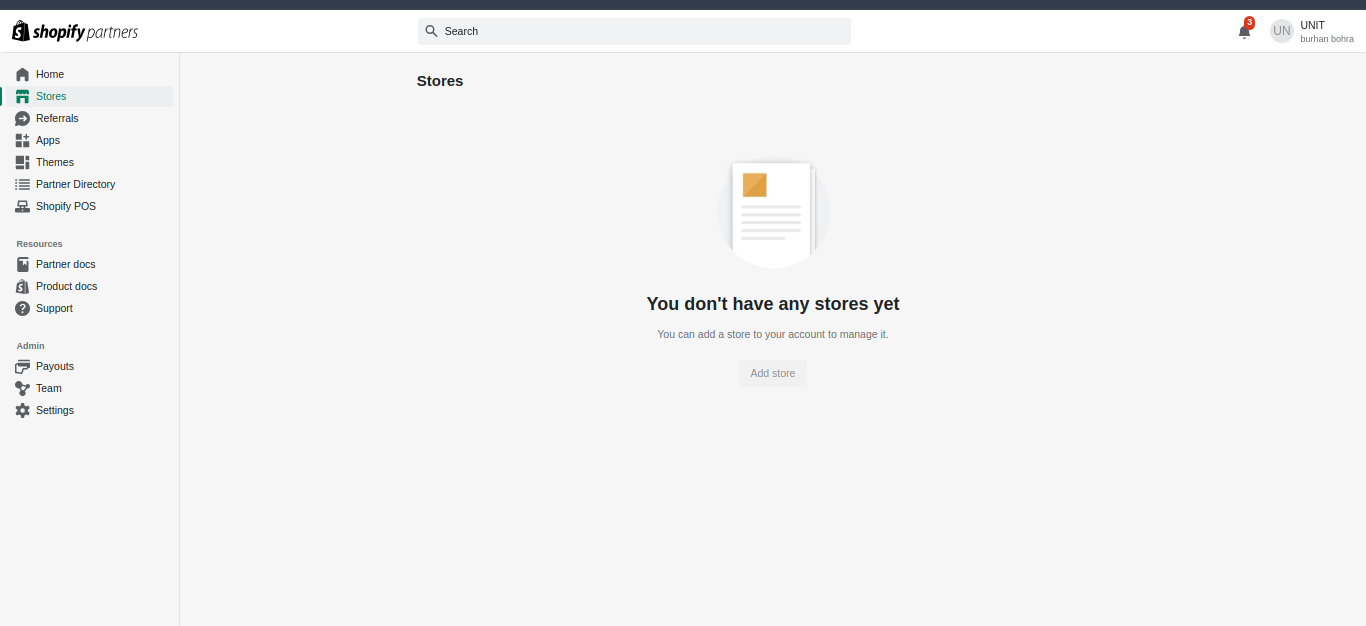 shopify partners
Search
3
UN
UNIT
burhan bohra
Home
Stores
Referrals
Apps
Themes
Partner Directory
Shopify POS
Resources
Partner docs
Product docs
Support
Admin
Payouts
Team
Settings
Stores
You don't have any stores yet
You can add a store to your account to manage it.
Add store